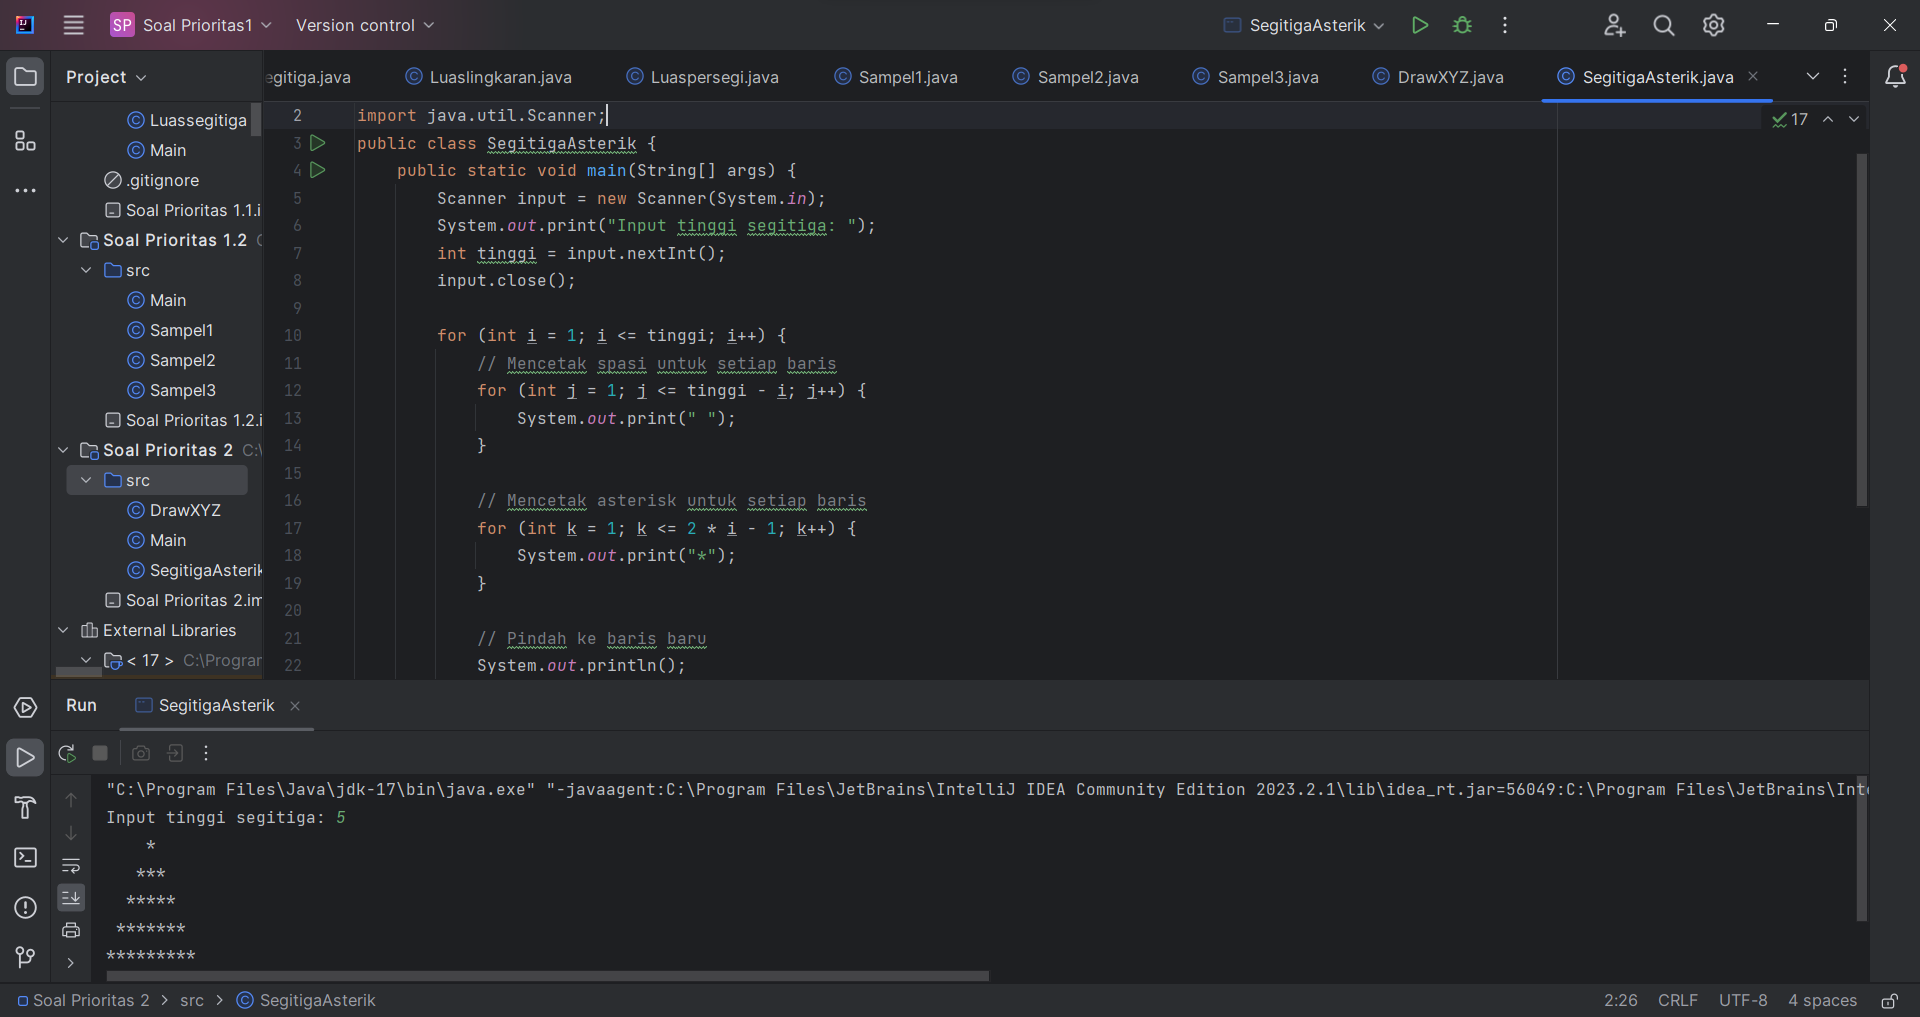 SP Soal Prioritas1 Version control SegitigaAsterik
Project
egitiga.java Luaslingkaran.java Luaspersegi.java Sampel1.java Sampel2.java Sampel3.java DrawXYZ.java SegitigaAsterik.java
Luassegitiga
Main
.gitignore
Soal Prioritas 1.1.i
Soal Prioritas 1.2
src
Main
Sampel1
Sampel2
Sampel3
Soal Prioritas 1.2.i
Soal Prioritas 2 C:\
src
DrawXYZ
Main
SegitigaAsterik
Soal Prioritas 2.im
External Libraries
< 17 > C:\Program
17
2 import java.util.Scanner;
3 public class SegitigaAsterik {
4 public static void main(String[] args) {
5 Scanner input = new Scanner(System.in);
6 System.out.print("Input tinggi segitiga: ");
7 int tinggi = input.nextInt();
8 input.close();
9
10 for (int i = 1; i <= tinggi; i++) {
11 // Mencetak spasi untuk setiap baris
12 for (int j = 1; j <= tinggi - i; j++) {
13 System.out.print(" ");
14 }
15
16 // Mencetak asterisk untuk setiap baris
17 for (int k = 1; k <= 2 * i - 1; k++) {
18 System.out.print("*");
19 }
20
21 // Pindah ke baris baru
22 System.out.println();
Run SegitigaAsterik
"C:\Program Files\Java\jdk-17\bin\java.exe" "-javaagent:C:\Program Files\JetBrains\IntelliJ IDEA Community Edition 2023.2.1\lib\idea_rt.jar=56049:C:\Program Files\JetBrains\Inte
Input tinggi segitiga: 5
    *
   ***
  *****
 *******
*********
Soal Prioritas 2 > src > SegitigaAsterik 2:26 CRLF UTF-8 4 spaces